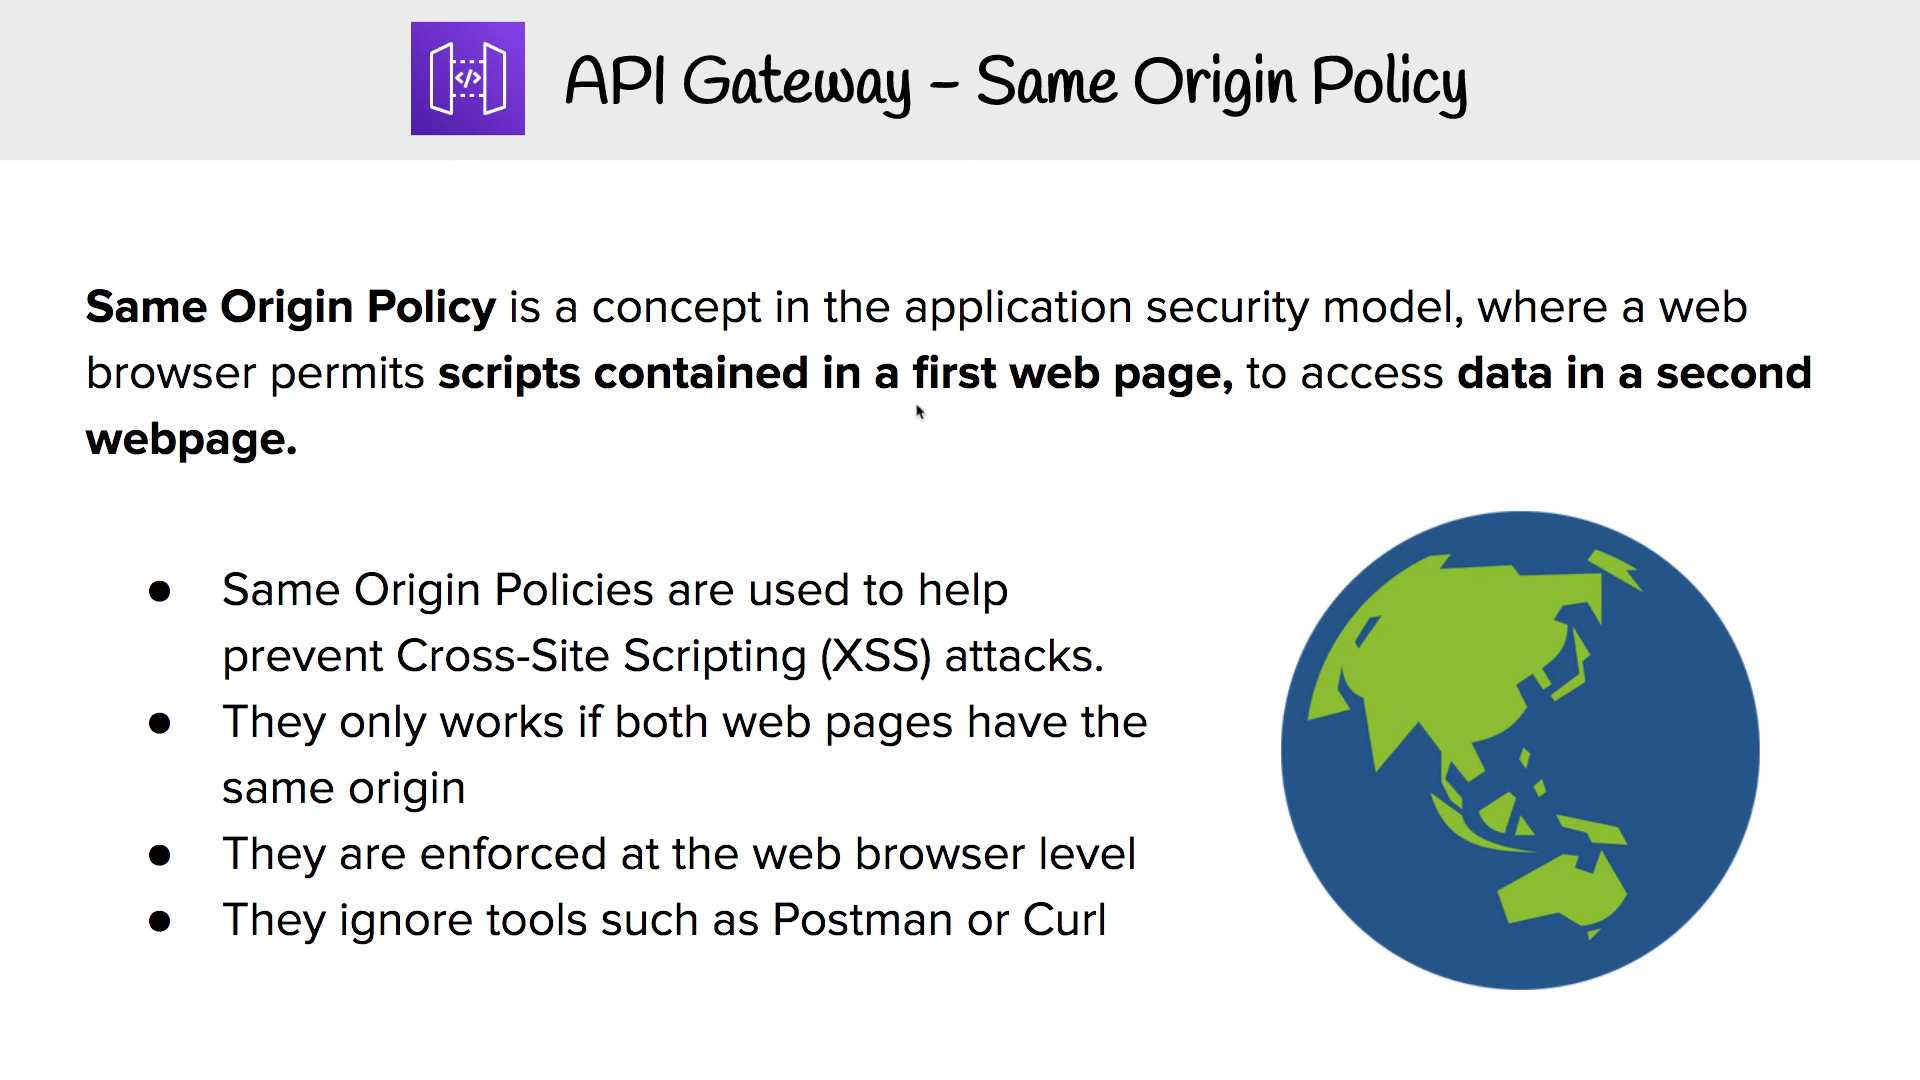 </>
API Gateway – Same Origin Policy
Same Origin Policy is a concept in the application security model, where a web
browser permits scripts contained in a first web page, to access data in a second
webpage.
● Same Origin Policies are used to help
prevent Cross-Site Scripting (XSS) attacks.
● They only works if both web pages have the
same origin
● They are enforced at the web browser level
● They ignore tools such as Postman or Curl